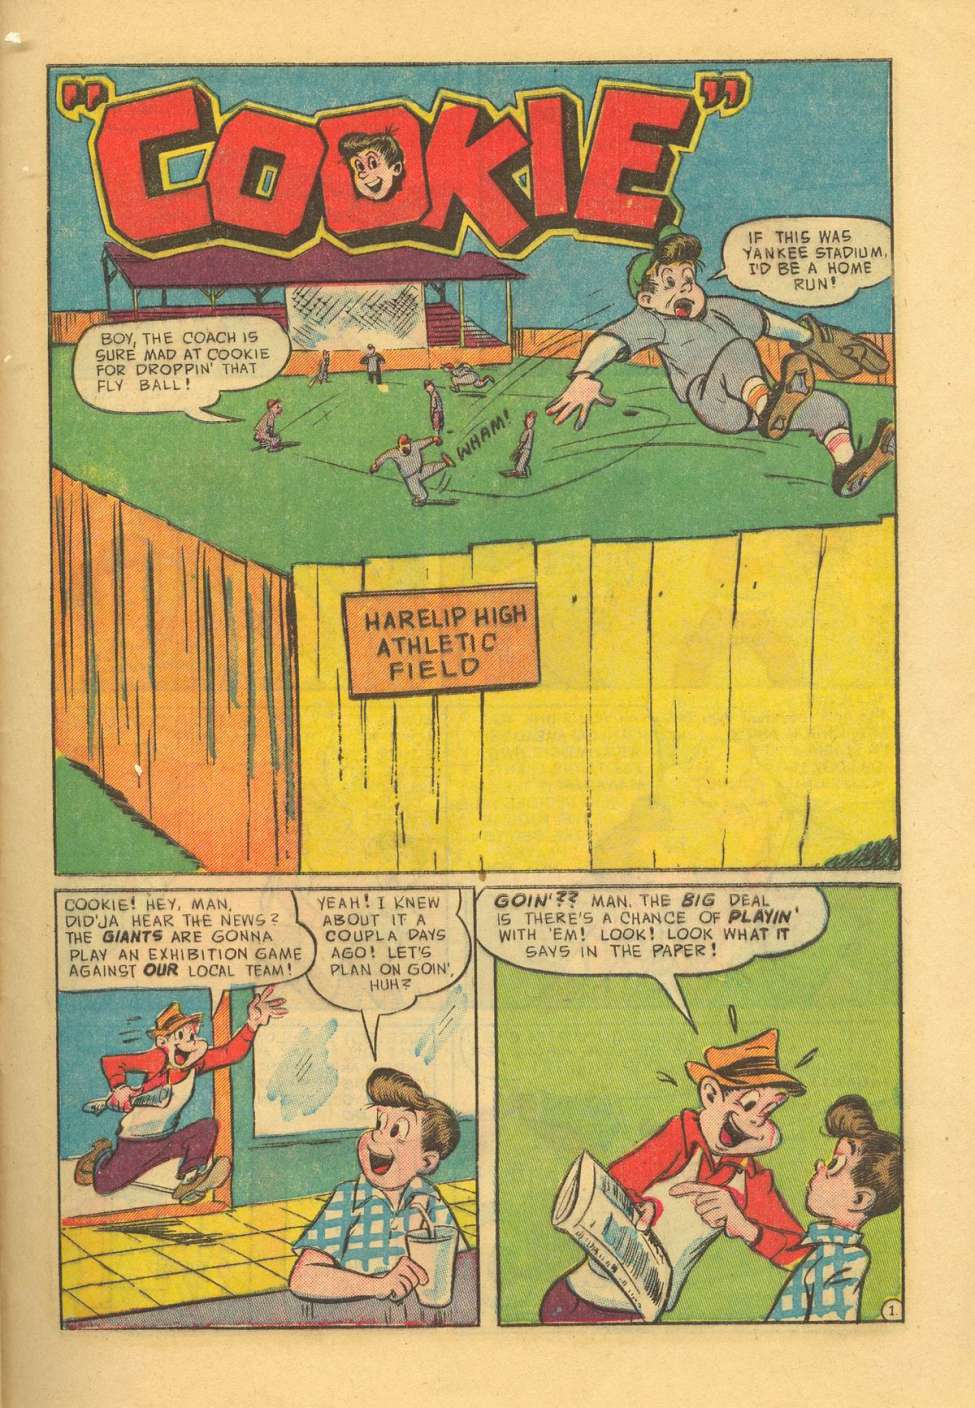 "COOKIE"
IF THIS WAS
YANKEE STADIUM,
I'D BE A HOME
RUN!
BOY, THE COACH IS
SURE MAD AT COOKIE
FOR DROPPIN' THAT
FLY BALL!
WHAM!
HARELIP HIGH
ATHLETIC
FIELD
COOKIE! HEY, MAN,
DID'JA HEAR THE NEWS?
THE GIANTS ARE GONNA
PLAY AN EXHIBITION GAME
AGAINST OUR LOCAL TEAM!
YEAH! I KNEW
ABOUT IT A
COUPLA DAYS
AGO! LET'S
PLAN ON GOIN',
HUH?
GOIN'?? MAN, THE BIG DEAL
IS THERE'S A CHANCE OF PLAYIN'
WITH 'EM! LOOK! LOOK WHAT IT
SAYS IN THE PAPER!
1.